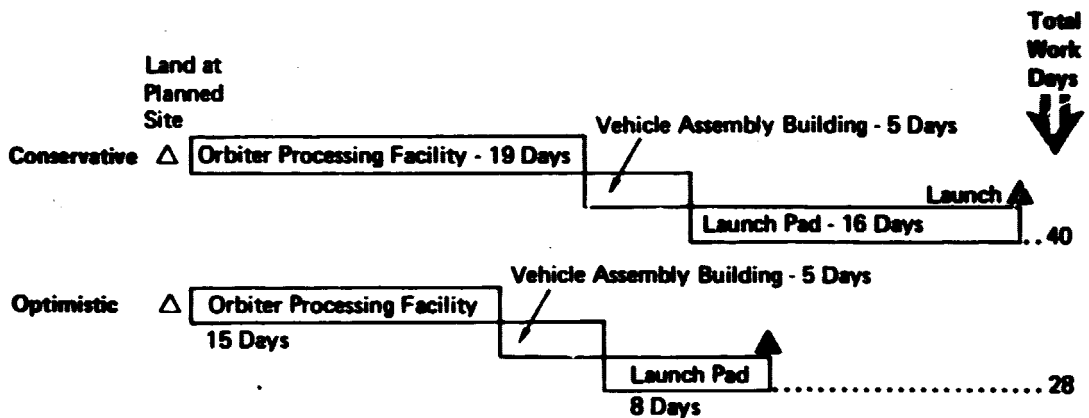 Total
Work
Days
Land at
Planned
Site
Vehicle Assembly Building - 5 Days
Conservative
Orbiter Processing Facility - 19 Days
Launch
Launch Pad - 16 Days
..40
Vehicle Assembly Building - 5 Days
Optimistic
Orbiter Processing Facility
15 Days
Launch Pad
28
8 Days